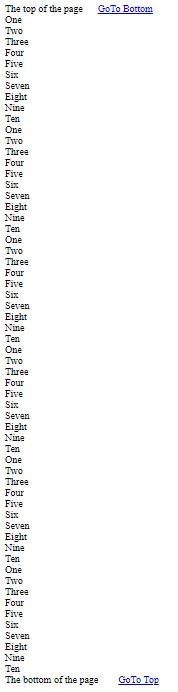 The top of the page GoTo Bottom
One
Two
Three
Four
Five
Six
Seven
Eight
Nine
Ten
One
Two
Three
Four
Five
Six
Seven
Eight
Nine
Ten
One
Two
Three
Four
Five
Six
Seven
Eight
Nine
Ten
One
Two
Three
Four
Five
Six
Seven
Eight
Nine
Ten
One
Two
Three
Four
Five
Six
Seven
Eight
Nine
Ten
One
Two
Three
Four
Five
Six
Seven
Eight
Nine
Ten
The bottom of the page GoTo Top